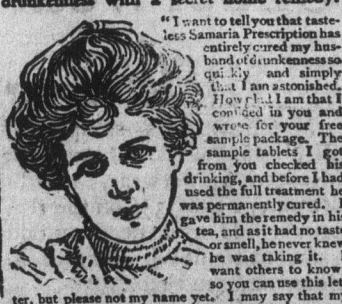 drunkenness with a secret home remedy.
"I want to tell you that taste-
less Samaria Prescription has
entirely cured my hus-
band of drunkenness so
quickly and simply
that I am astonished.
How glad I am that I
confided in you and
wrote for your free
sample package. The
sample tablets I got
from you checked his
drinking, and before I had
used the full treatment he
was permanently cured. I
gave him the remedy in his
tea, and as it had no taste
or smell, he never knew
he was taking it. I
want others to know
so you can use this let-
ter, but please not my name yet. I may say that m